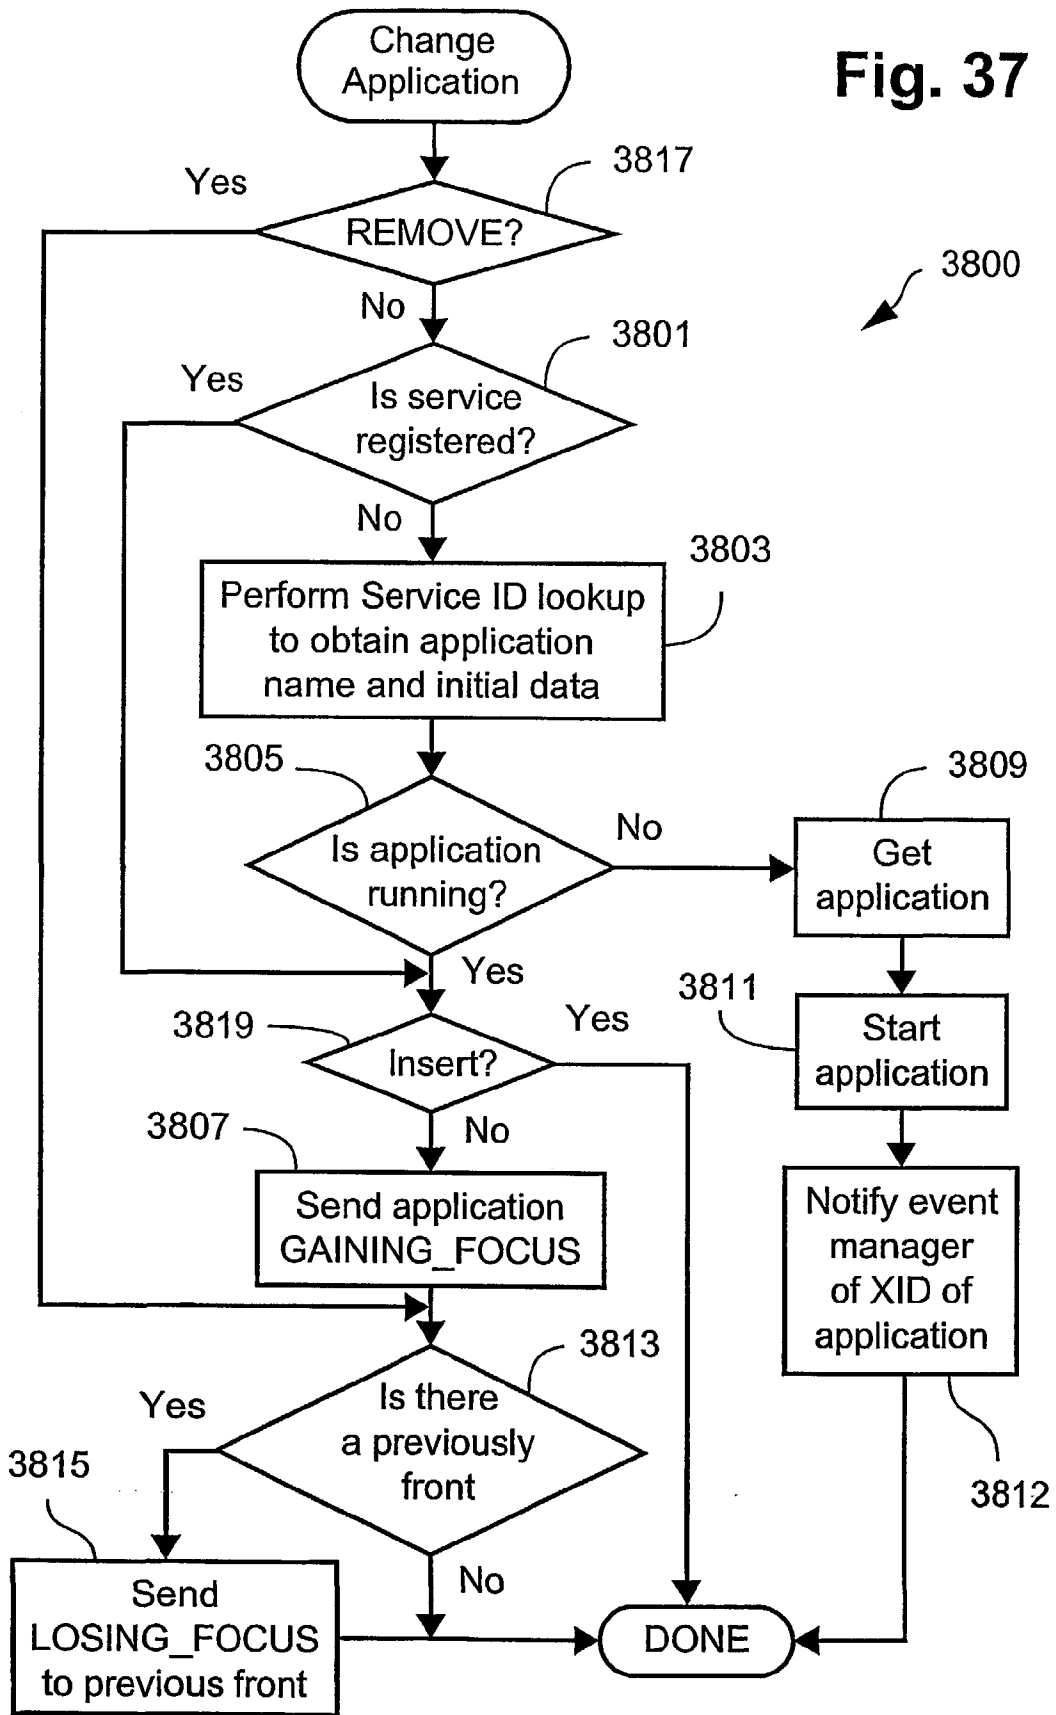 Change
Application
Fig. 37
3817
Yes
REMOVE?
3800
No
3801
Yes
Is service
registered?
No
3803
Perform Service ID lookup
to obtain application
name and initial data
3805
3809
No
Is application
running?
Get
application
Yes
3811
3819
Yes
Start
application
Insert?
3807
No
Send application
GAINING_FOCUS
Notify event
manager
of XID of
application
3813
Yes
Is there
a previously
front
3815
3812
No
Send
LOSING_FOCUS
to previous front
DONE